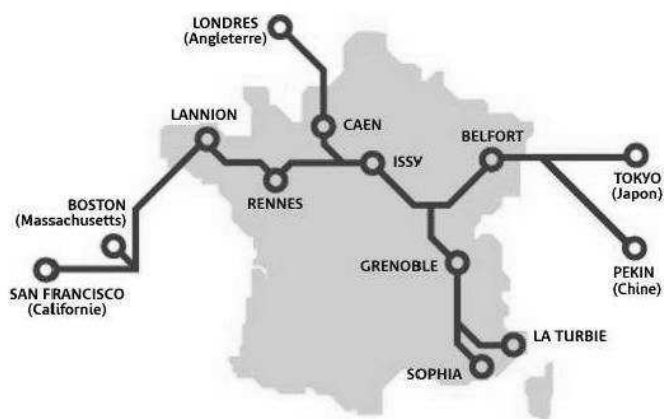 LONDRES
(Angleterre)
LANNION
CAEN
ISSY
BELFORT
TOKYO
(Japon)
BOSTON
(Massachusetts)
RENNES
GRENOBLE
PEKIN
(Chine)
SAN FRANCISCO
(Californie)
LA TURBIE
SOPHIA